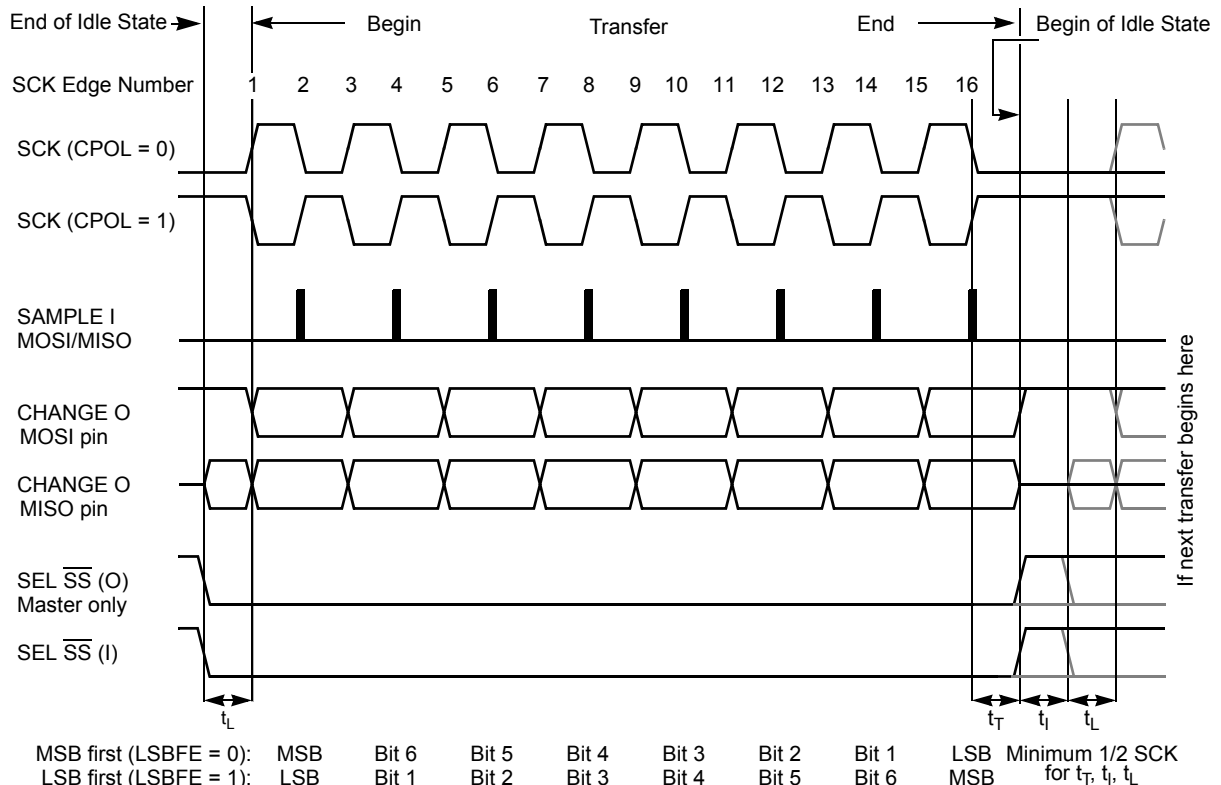 End of Idle State Begin Transfer End Begin of Idle State
SCK Edge Number 1 2 3 4 5 6 7 8 9 10 11 12 13 14 15 16
SCK (CPOL = 0)
SCK (CPOL = 1)
SAMPLE I
MOSI/MISO
CHANGE O
MOSI pin
CHANGE O
MISO pin
SEL SS (O)
Master only
SEL SS (I)
If next transfer begins here
tL tT tI tL
MSB first (LSBFE = 0): MSB Bit 6 Bit 5 Bit 4 Bit 3 Bit 2 Bit 1 LSB Minimum 1/2 SCK
LSB first (LSBFE = 1): LSB Bit 1 Bit 2 Bit 3 Bit 4 Bit 5 Bit 6 MSB for tT, tI, tL